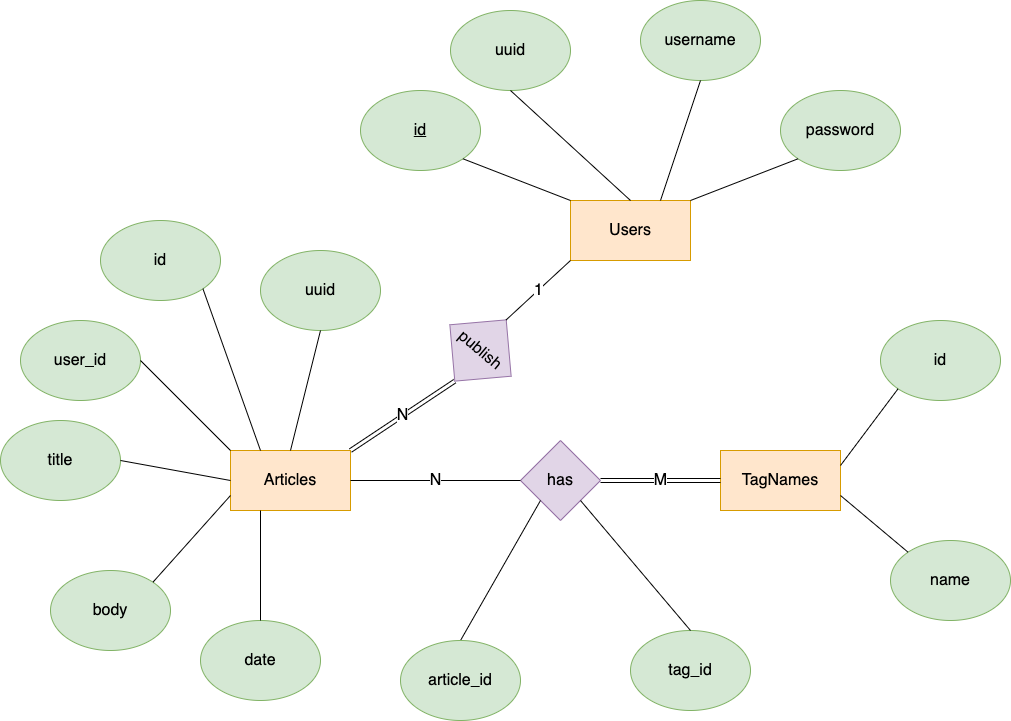 username
uuid
id
password
Users
id
uuid
1
publish
user_id
id
N
title
Articles
N
has
M
TagNames
body
name
date
article_id
tag_id